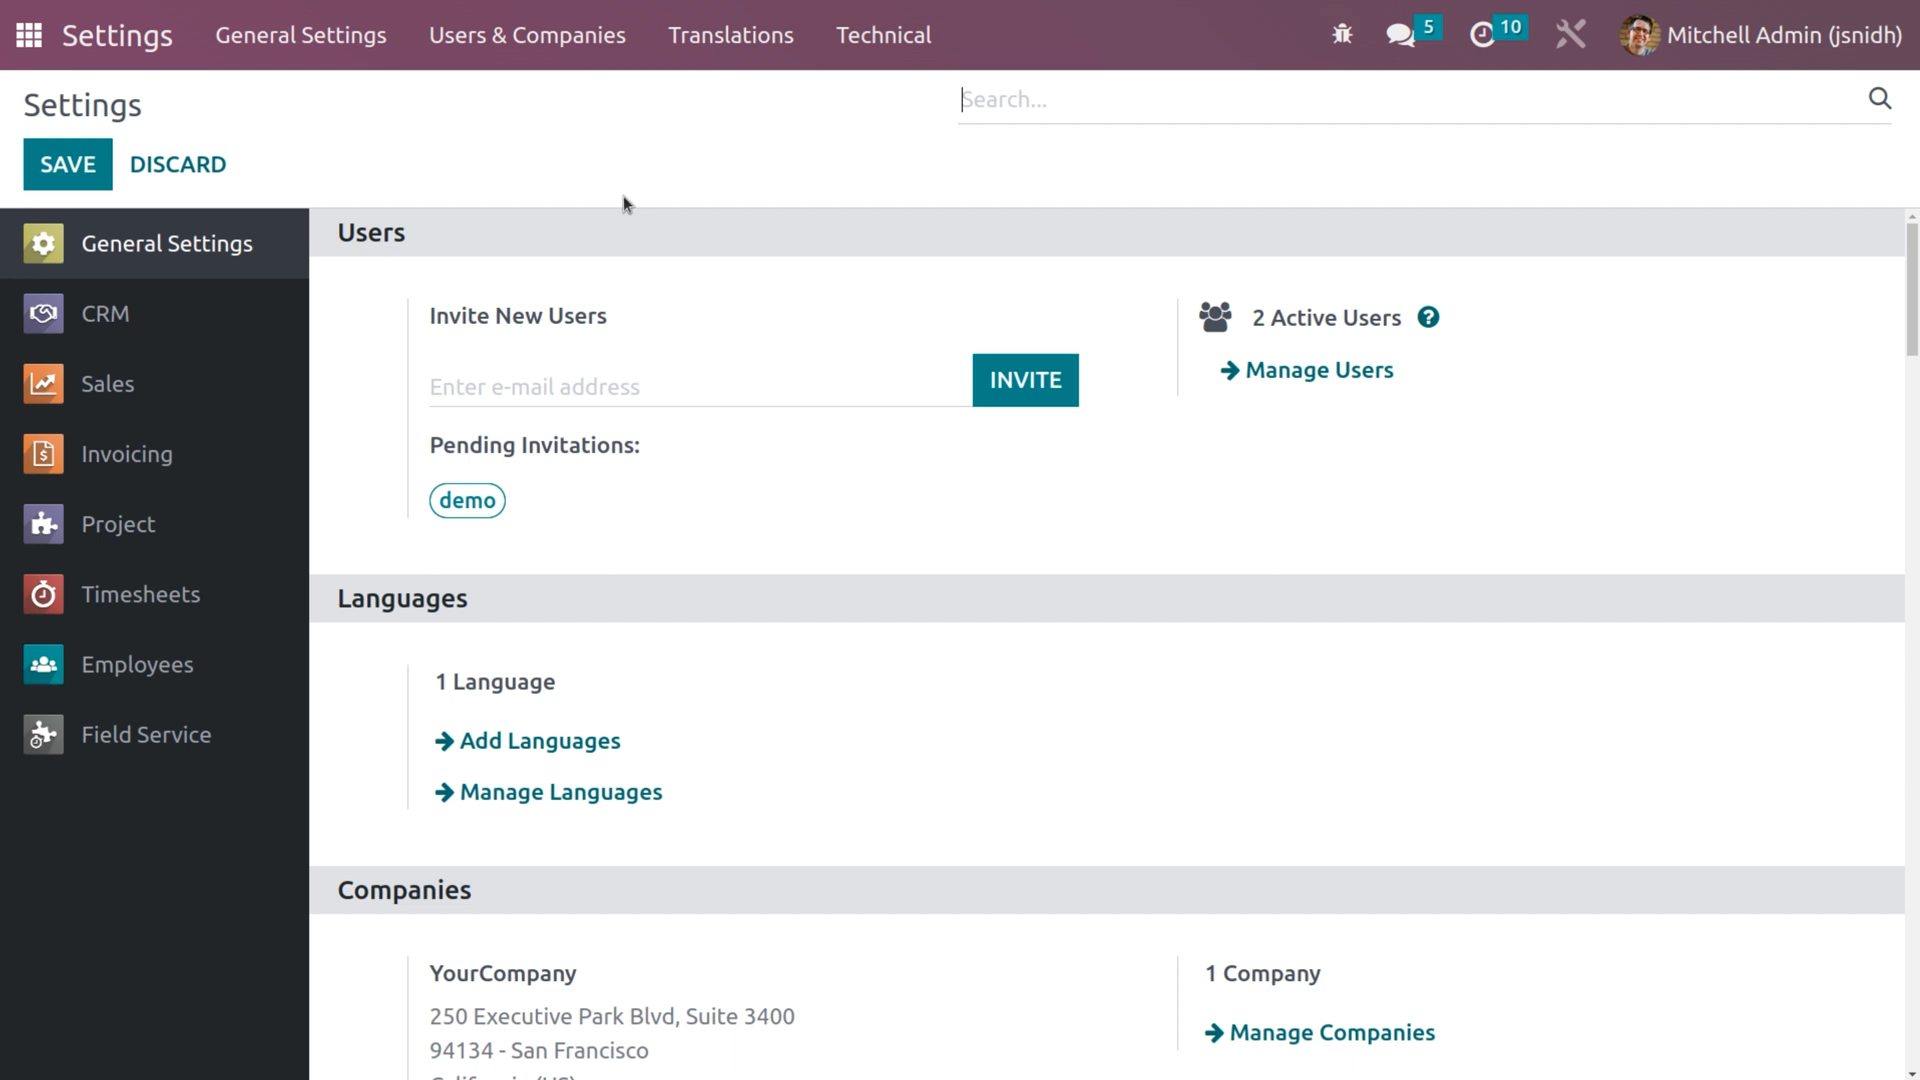 Settings
General Settings
Users & Companies
Translations
Technical
5
10
Mitchell Admin (jsnidh)
Settings
Search...
SAVE
DISCARD
General Settings
CRM
Sales
Invoicing
Project
Timesheets
Employees
Field Service
Users
Invite New Users
Enter e-mail address
INVITE
Pending Invitations:
demo
2 Active Users
Manage Users
Languages
1 Language
Add Languages
Manage Languages
Companies
YourCompany
250 Executive Park Blvd, Suite 3400
94134 - San Francisco
1 Company
Manage Companies